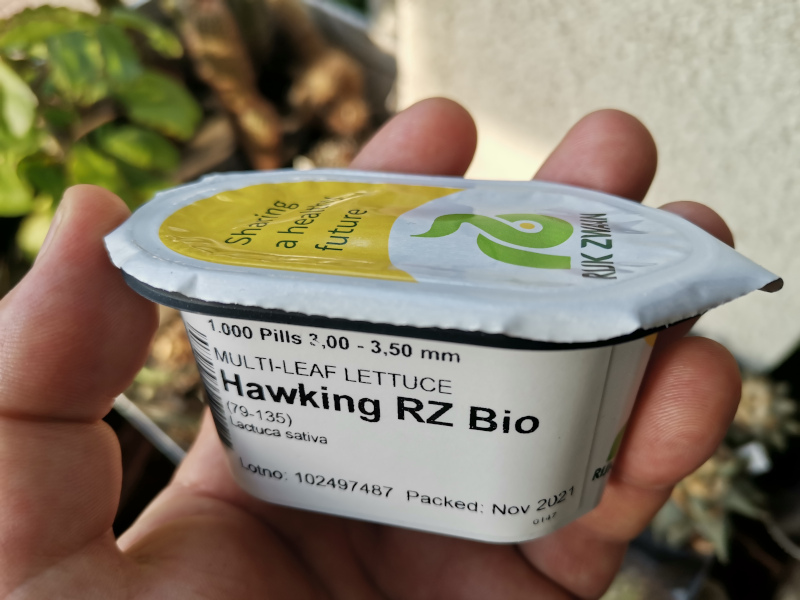 Sharing
a healthy
future
RIJK ZWAAN
1.000 Pills 3,00 - 3,50 mm
MULTI-LEAF LETTUCE
Hawking RZ Bio
(79-135)
Lactuca sativa
Lotno: 102497487 Packed: Nov 2021
0147